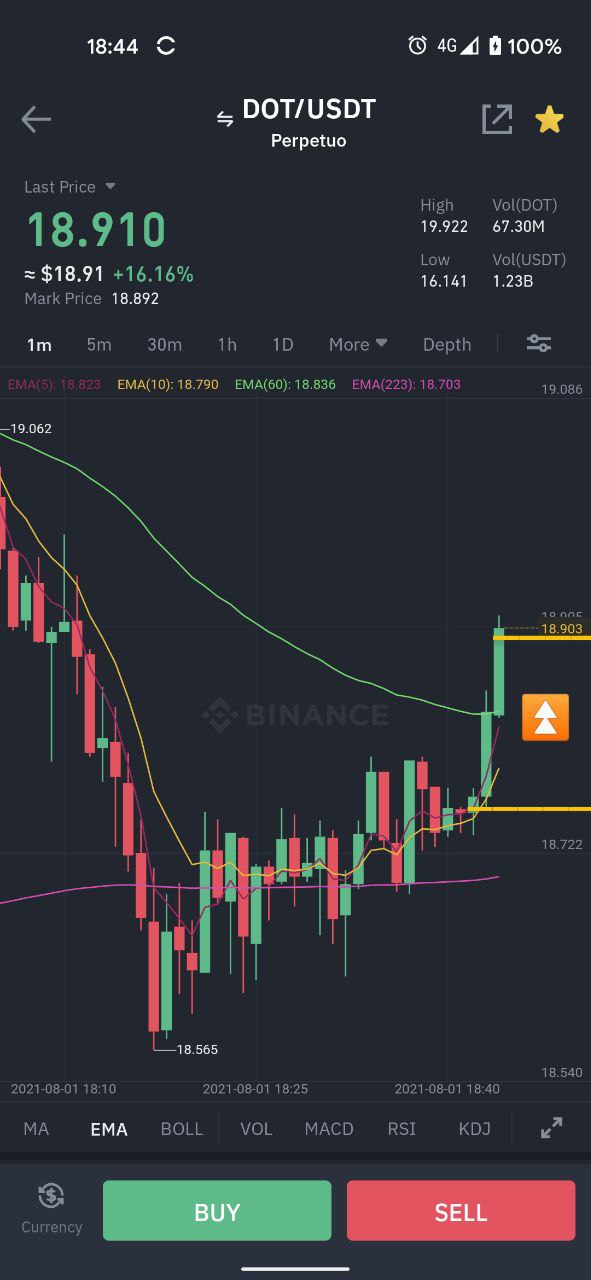 18:44
4G
100%
DOT/USDT
Perpetuo
Last Price
18.910
≈ $18.91 +16.16%
Mark Price 18.892
High
19.922
Vol(DOT)
67.30M
Low
16.141
Vol(USDT)
1.23B
1m 5m 30m 1h 1D More Depth
EMA(5): 18.823 EMA(10): 18.790 EMA(60): 18.836 EMA(223): 18.703
19.086
19.062
18.903
BINANCE
18.722
18.565
18.540
2021-08-01 18:10 2021-08-01 18:25 2021-08-01 18:40
MA EMA BOLL VOL MACD RSI KDJ
Currency
BUY
SELL